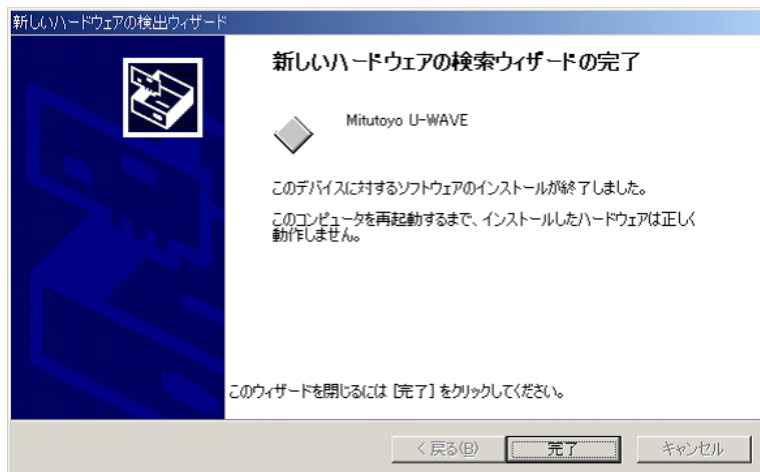 新しいハードウェアの検出ウィザード
新しいハードウェアの検索ウィザードの完了
Mitutoyo U-WAVE
このデバイスに対するソフトウェアのインストールが終了しました。
このコンピュータを再起動するまで、インストールしたハードウェアは正しく
動作しません。
このウィザードを閉じるには [完了] をクリックしてください。
< 戻る(B)
完了
キャンセル